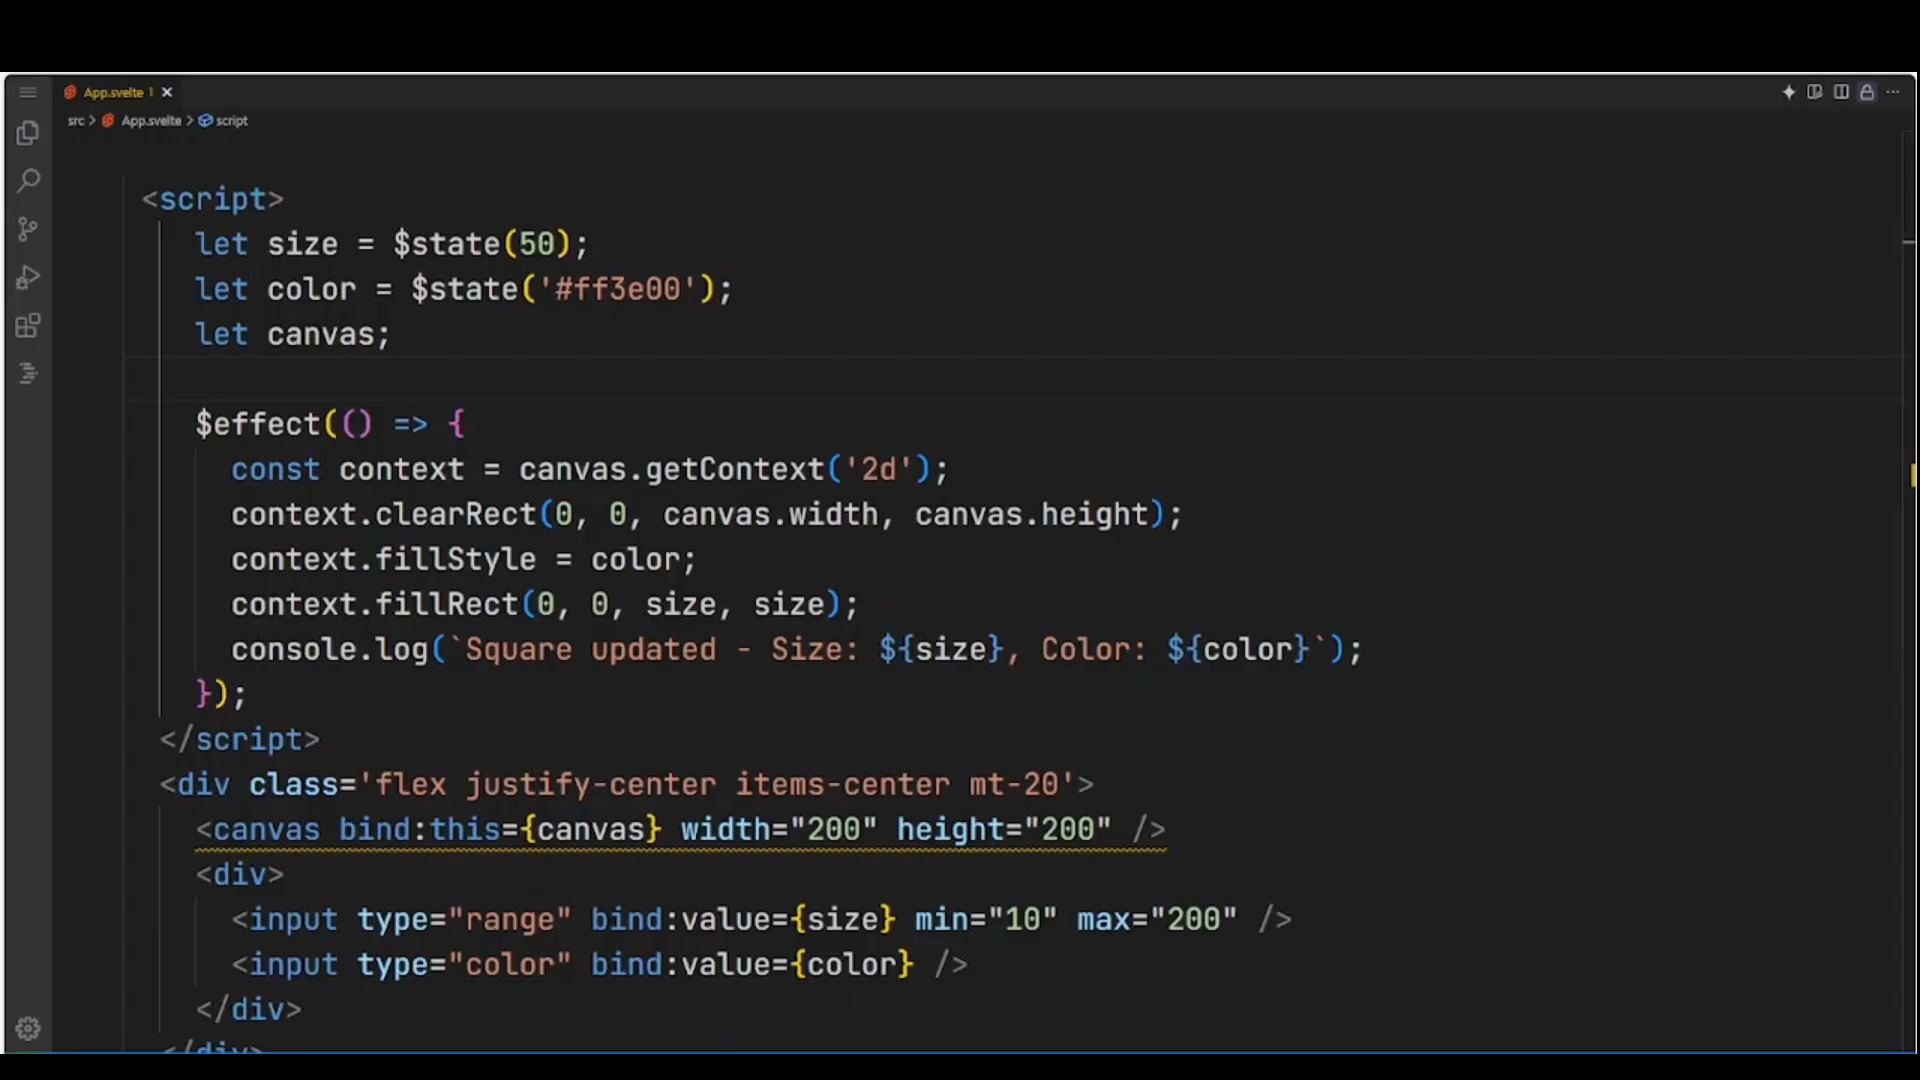 App.svelte 1
src > App.svelte > script
<script>
let size = $state(50);
let color = $state('#ff3e00');
let canvas;
$effect(() => {
const context = canvas.getContext('2d');
context.clearRect(0, 0, canvas.width, canvas.height);
context.fillStyle = color;
context.fillRect(0, 0, size, size);
console.log(`Square updated - Size: ${size}, Color: ${color}`);
});
</script>
<div class='flex justify-center items-center mt-20'>
<canvas bind:this={canvas} width="200" height="200" />
<div>
<input type="range" bind:value={size} min="10" max="200" />
<input type="color" bind:value={color} />
</div>
</div>